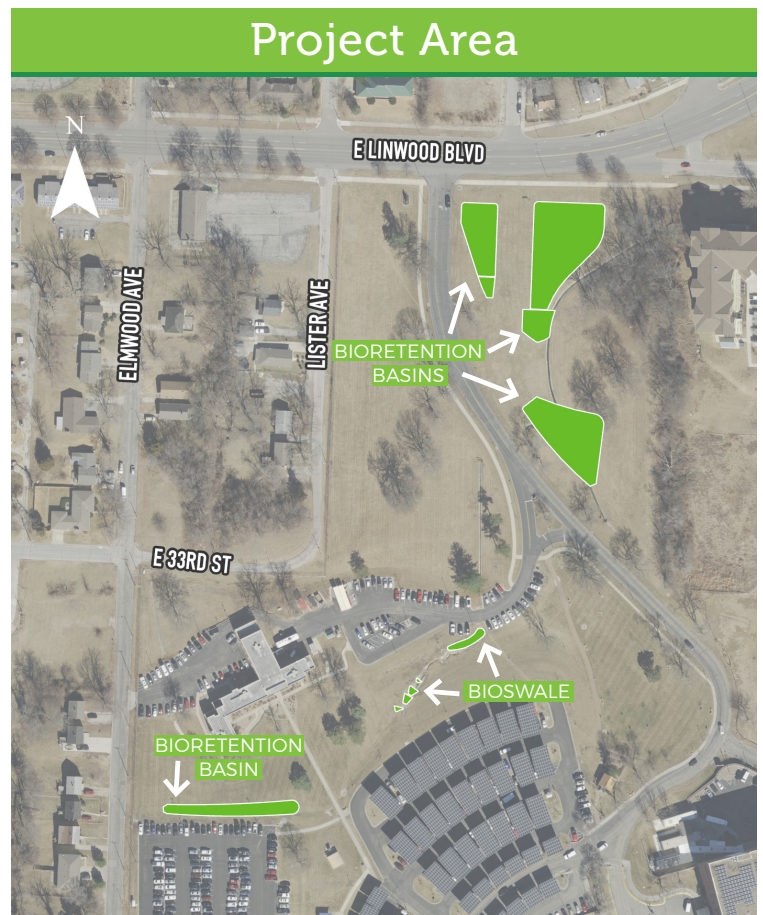 Project Area
N
E LINWOOD BLVD
ELMWOOD AVE
LISTER AVE
BIORETENTION
BASINS
E 33RD ST
BIOSWALE
BIORETENTION
BASIN